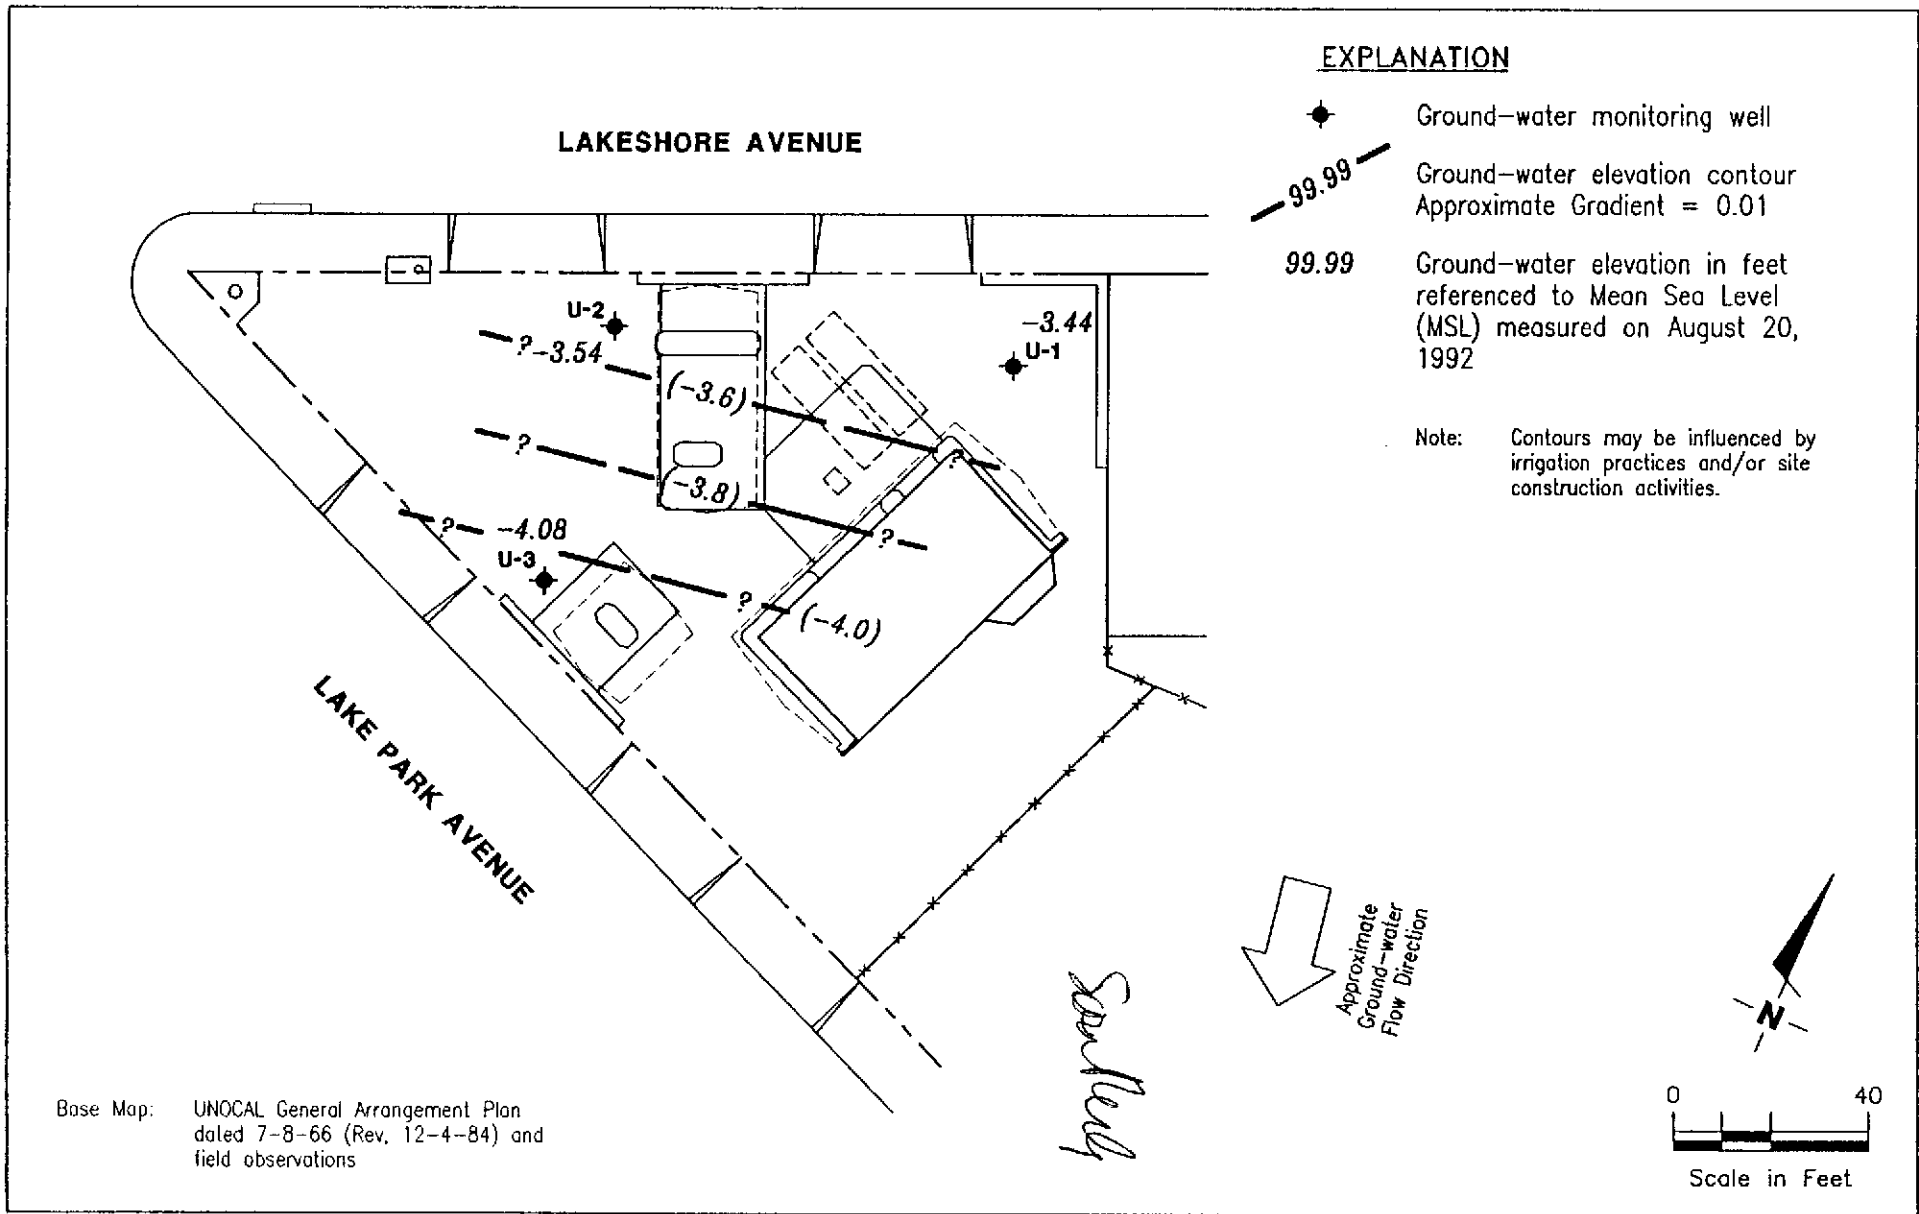 EXPLANATION
Ground-water monitoring well
99.99
Ground-water elevation contour
Approximate Gradient = 0.01
99.99
Ground-water elevation in feet
referenced to Mean Sea Level
(MSL) measured on August 20,
1992
Note: Contours may be influenced by
irrigation practices and/or site
construction activities.
LAKESHORE AVENUE
U-2
-3.44
U-1
? -3.54
(-3.6)
?
?
(-3.8)
?
? -4.08
U-3
?
(-4.0)
LAKE PARK AVENUE
Approximate
Ground-water
Flow Direction
N
0 40
Scale in Feet
Base Map: UNOCAL General Arrangement Plan
dated 7-8-66 (Rev, 12-4-84) and
field observations